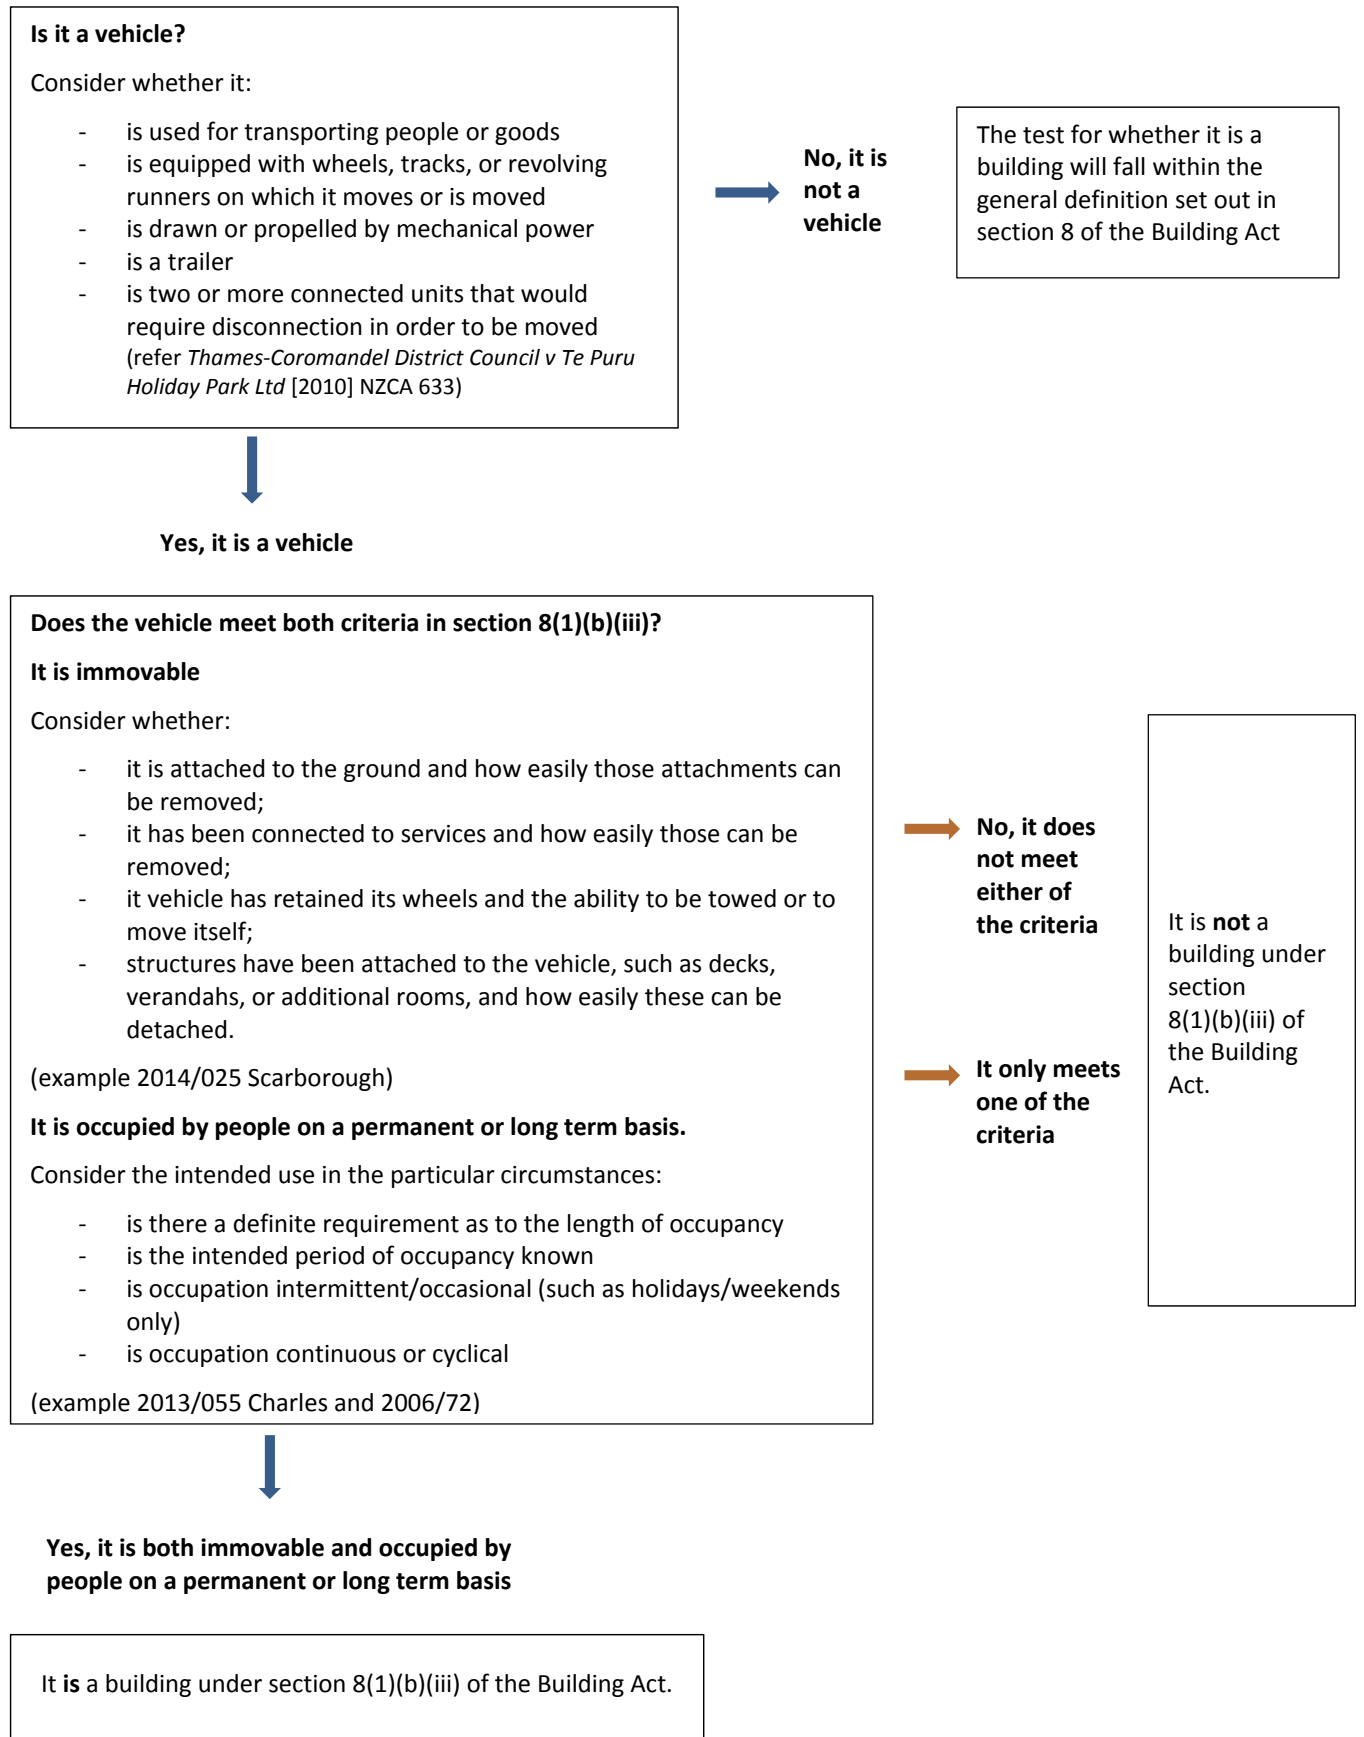 Is it a vehicle?
Consider whether it:
- is used for transporting people or goods
- is equipped with wheels, tracks, or revolving
runners on which it moves or is moved
- is drawn or propelled by mechanical power
- is a trailer
- is two or more connected units that would
require disconnection in order to be moved
(refer Thames-Coromandel District Council v Te Puru
Holiday Park Ltd [2010] NZCA 633)
No, it is
not a
vehicle
The test for whether it is a
building will fall within the
general definition set out in
section 8 of the Building Act
Yes, it is a vehicle
Does the vehicle meet both criteria in section 8(1)(b)(iii)?
It is immovable
Consider whether:
- it is attached to the ground and how easily those attachments can
be removed;
- it has been connected to services and how easily those can be
removed;
- it vehicle has retained its wheels and the ability to be towed or to
move itself;
- structures have been attached to the vehicle, such as decks,
verandahs, or additional rooms, and how easily these can be
detached.
(example 2014/025 Scarborough)
It is occupied by people on a permanent or long term basis.
Consider the intended use in the particular circumstances:
- is there a definite requirement as to the length of occupancy
- is the intended period of occupancy known
- is occupation intermittent/occasional (such as holidays/weekends
only)
- is occupation continuous or cyclical
(example 2013/055 Charles and 2006/72)
No, it does
not meet
either of
the criteria
It only meets
one of the
criteria
It is not a
building under
section
8(1)(b)(iii) of
the Building
Act.
Yes, it is both immovable and occupied by
people on a permanent or long term basis
It is a building under section 8(1)(b)(iii) of the Building Act.